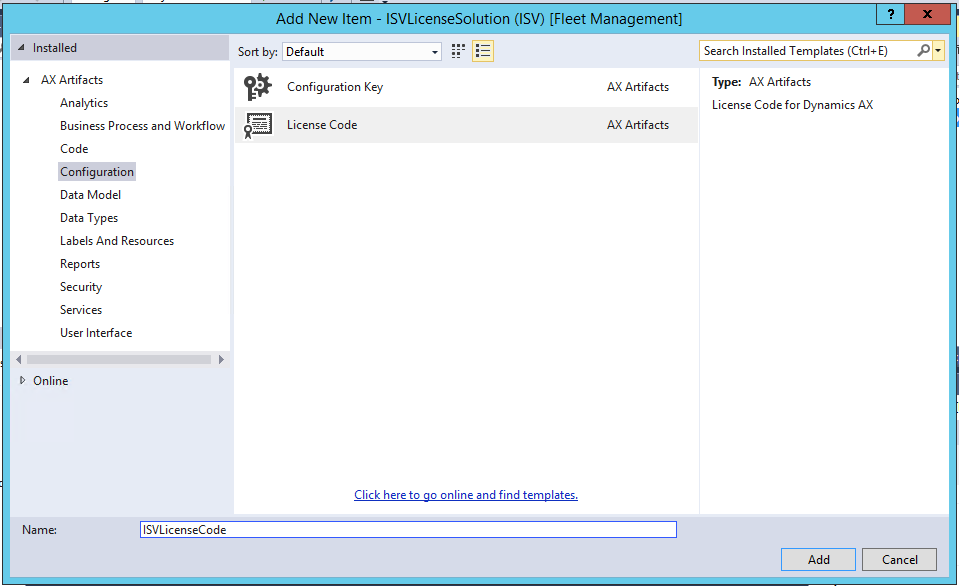 Add New Item - ISVLicenseSolution (ISV) [Fleet Management]
? x
Installed
Sort by: Default
Search Installed Templates (Ctrl+E)
AX Artifacts
Analytics
Business Process and Workflow
Code
Configuration
Data Model
Data Types
Labels And Resources
Reports
Security
Services
User Interface
Online
Configuration Key AX Artifacts
License Code AX Artifacts
Click here to go online and find templates.
Type: AX Artifacts
License Code for Dynamics AX
Name: ISVLicenseCode
Add Cancel